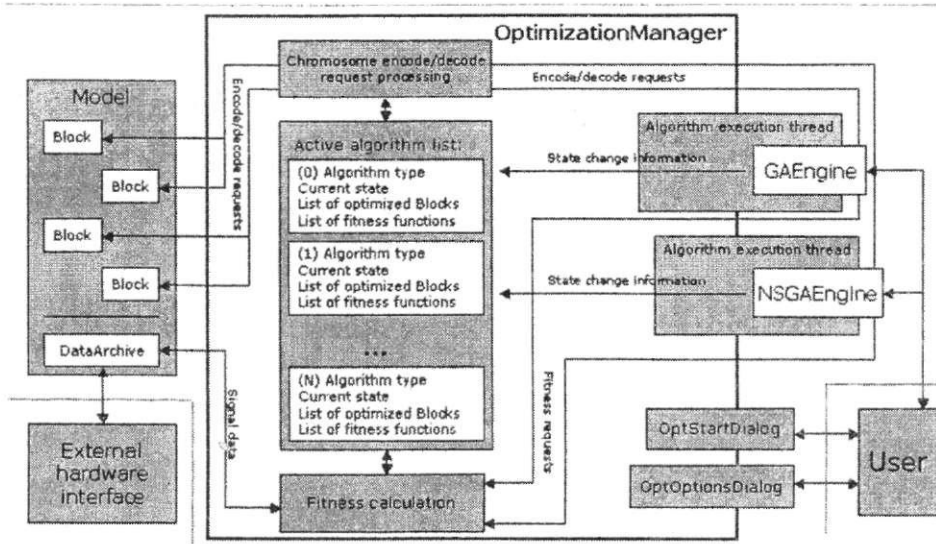 OptimizationManager
Chromosome encode/decode
request processing
Encode/decode requests
Model
Block
Block
Block
Block
DataArchive
Encode/decode requests
Active algorithm list:
(0) Algorithm type
Current state
List of optimized Blocks
List of fitness functions
(1) Algorithm type
Current state
List of optimized Blocks
List of fitness functions
...
(N) Algorithm type
Current state
List of optimized Blocks
List of fitness functions
Algorithm execution thread
State change information
GAEngine
Algorithm execution thread
State change information
NSGAEngine
Signal data
Fitness requests
External
hardware
interface
Fitness calculation
OptStartDialog
OptOptionsDialog
User